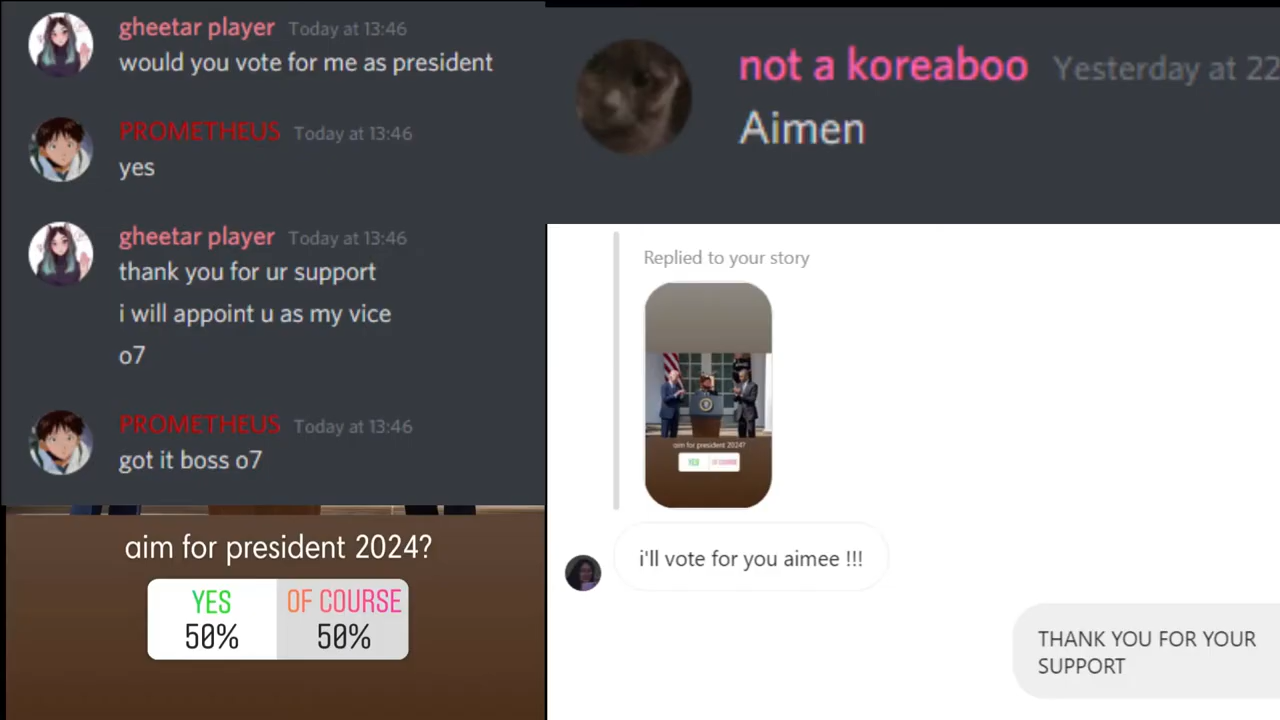 gheetar player Today at 13:46
would you vote for me as president
PROMETHEUS Today at 13:46
yes
gheetar player Today at 13:46
thank you for ur support
i will appoint u as my vice
o7
PROMETHEUS Today at 13:46
got it boss o7
aim for president 2024?
YES OF COURSE
50% 50%
not a koreaboo Yesterday at 22
Aimen
Replied to your story
aim for president 2024?
YES OF COURSE
i'll vote for you aimee !!!
THANK YOU FOR YOUR
SUPPORT